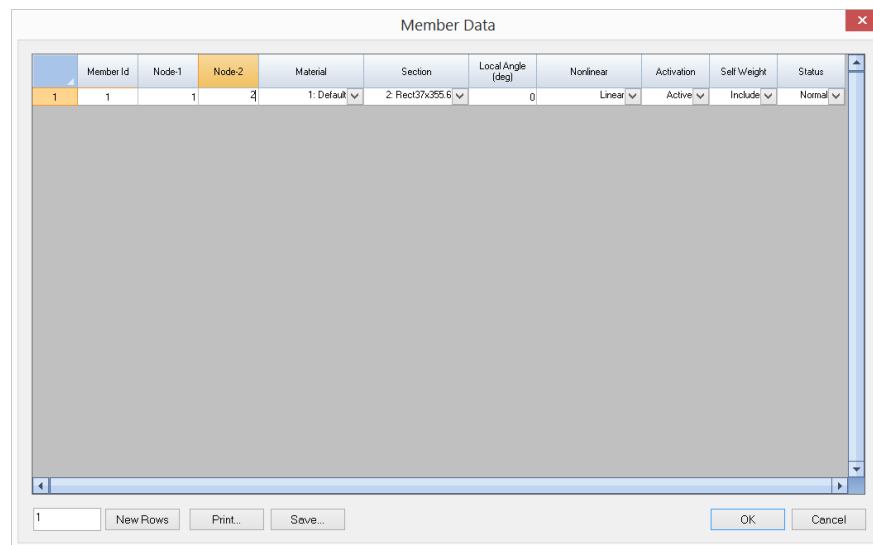 Member Data
Member Id Node-1 Node-2 Material Section Local Angle (deg) Nonlinear Activation Self Weight Status
1 1 1 2 1: Default 2: Rect37x355.6 0 Linear Active Include Normal
1 New Rows Print... Save... OK Cancel